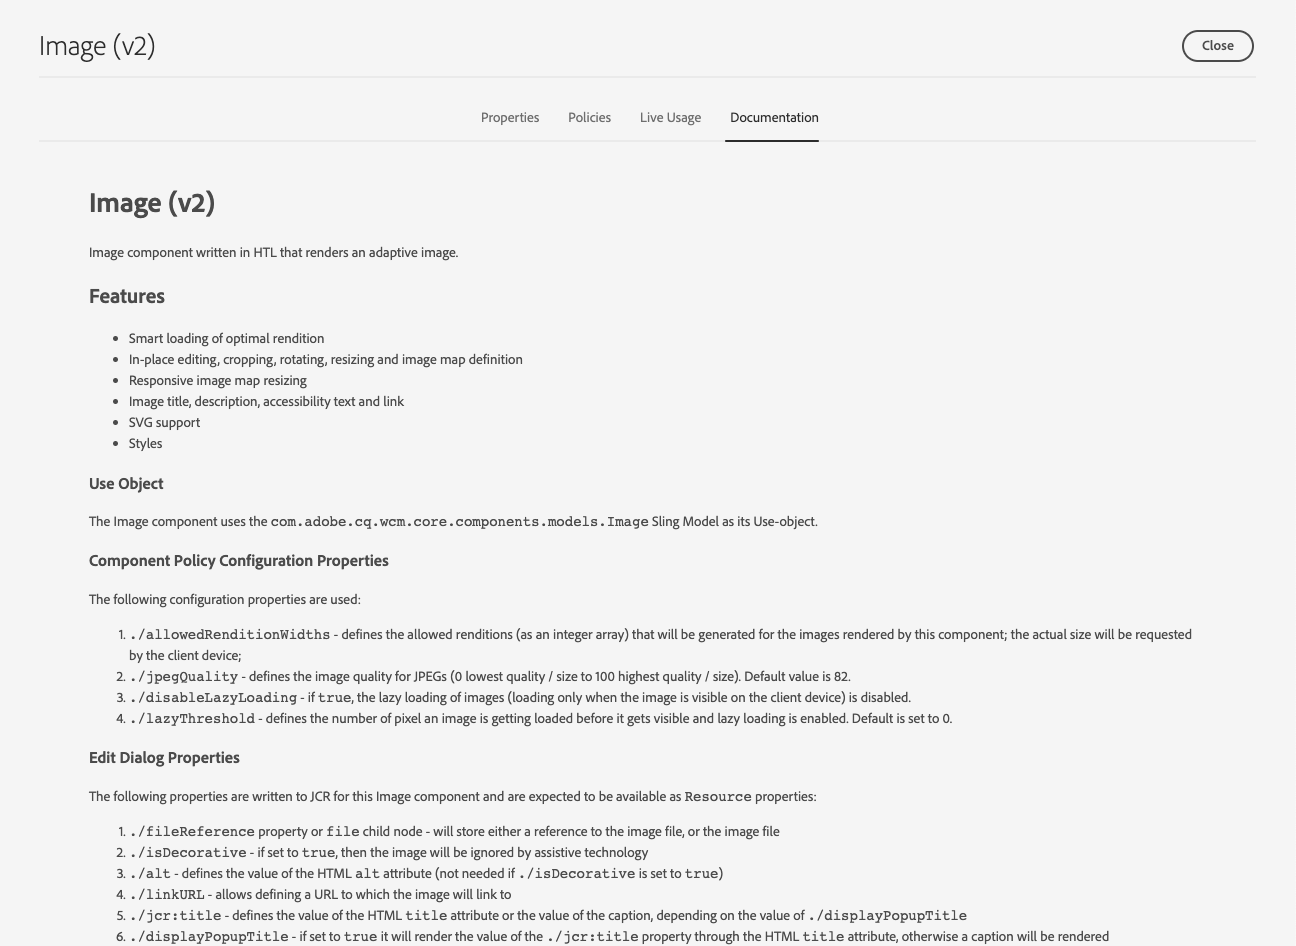 Image (v2)
Close
Properties
Policies
Live Usage
Documentation
Image (v2)
Image component written in HTL that renders an adaptive image.
Features
• Smart loading of optimal rendition
• In-place editing, cropping, rotating, resizing and image map definition
• Responsive image map resizing
• Image title, description, accessibility text and link
• SVG support
• Styles
Use Object
The Image component uses the com.adobe.cq.wcm.core.components.models.Image Sling Model as its Use-object.
Component Policy Configuration Properties
The following configuration properties are used:
1. ./allowedRenditionWidths - defines the allowed renditions (as an integer array) that will be generated for the images rendered by this component; the actual size will be requested
by the client device;
2. ./jpegQuality - defines the image quality for JPEGs (0 lowest quality / size to 100 highest quality / size). Default value is 82.
3. ./disableLazyLoading - if true, the lazy loading of images (loading only when the image is visible on the client device) is disabled.
4. ./lazyThreshold - defines the number of pixel an image is getting loaded before it gets visible and lazy loading is enabled. Default is set to 0.
Edit Dialog Properties
The following properties are written to JCR for this Image component and are expected to be available as Resource properties:
1. ./fileReference property or file child node - will store either a reference to the image file, or the image file
2. ./isDecorative - if set to true, then the image will be ignored by assistive technology
3. ./alt - defines the value of the HTML alt attribute (not needed if ./isDecorative is set to true)
4. ./linkURL - allows defining a URL to which the image will link to
5. ./jcr:title - defines the value of the HTML title attribute or the value of the caption, depending on the value of ./displayPopupTitle
6. ./displayPopupTitle - if set to true it will render the value of the ./jcr:title property through the HTML title attribute, otherwise a caption will be rendered